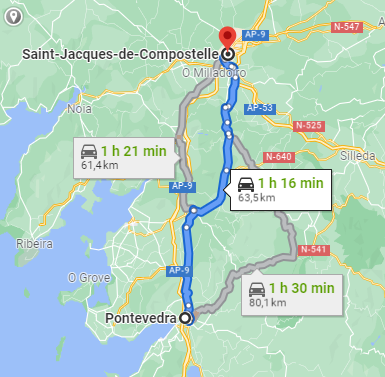 AP-9
N-547
Saint-Jacques-de-Compostelle
O Milladoiro
Noia
AP-53
N-525
1 h 21 min
61,4 km
N-640
Silleda
AP-9
1 h 16 min
63,5 km
Ribeira
N-541
O Grove
AP-9
1 h 30 min
80,1 km
Pontevedra